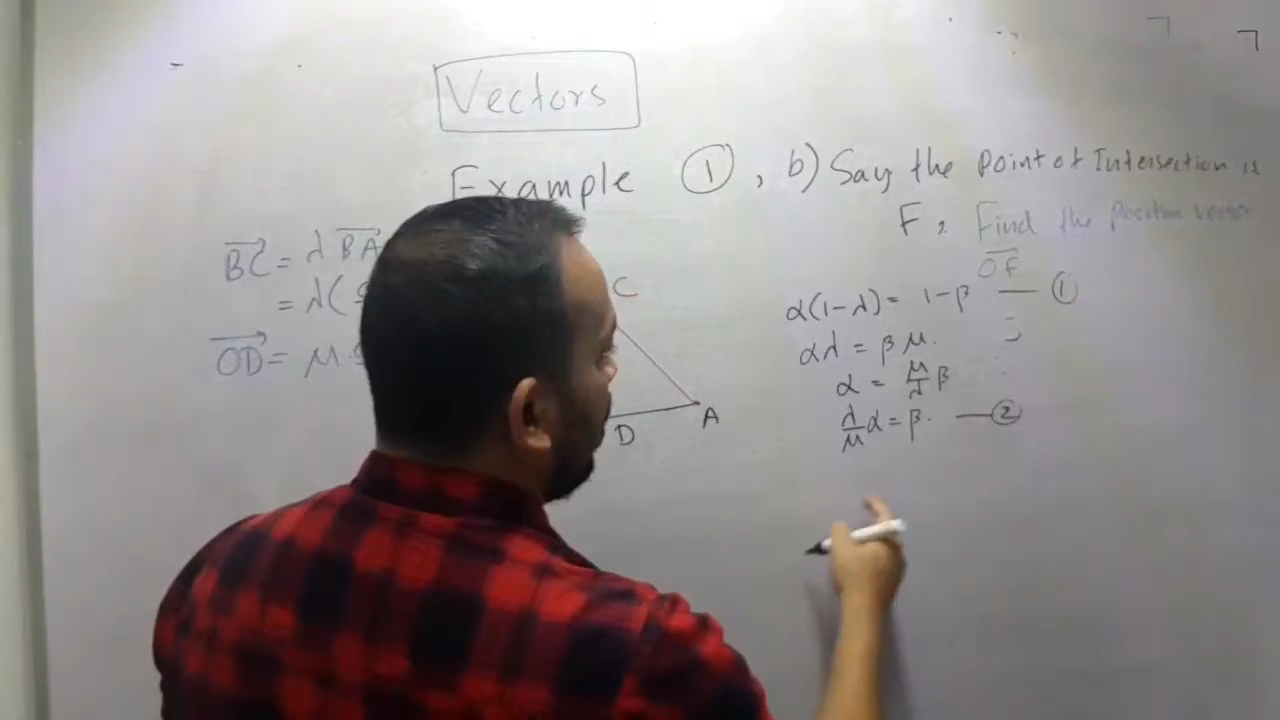 Vectors
Example ①, b) Say the point of Intersection is
F, Find the Position vector
OF
BC = λ BA
= λ(
OD = μ.
C
A
D
α(1-λ) = 1-β — ①
αλ = βμ.
α = μ/λ β
λ/μ α = β. — ②